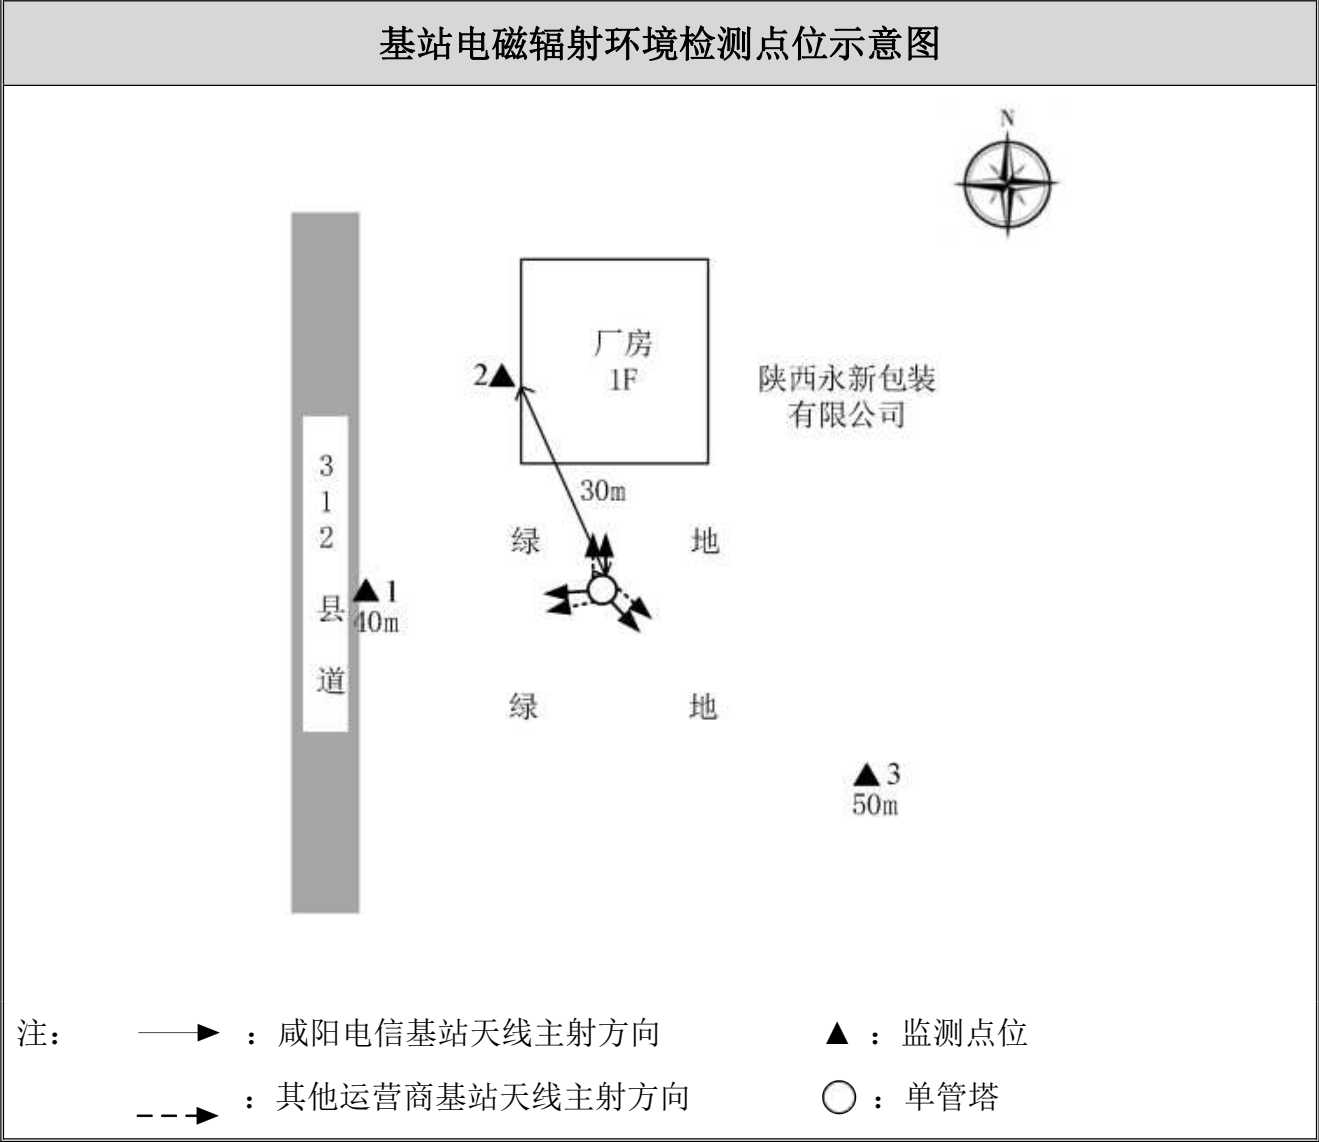 基站电磁辐射环境检测点位示意图
N
厂房
1F
2
陕西永新包装
有限公司
312县道
30m
绿 地
1
40m
绿 地
3
50m
注： ：咸阳电信基站天线主射方向 ▲：监测点位
：其他运营商基站天线主射方向 ：单管塔